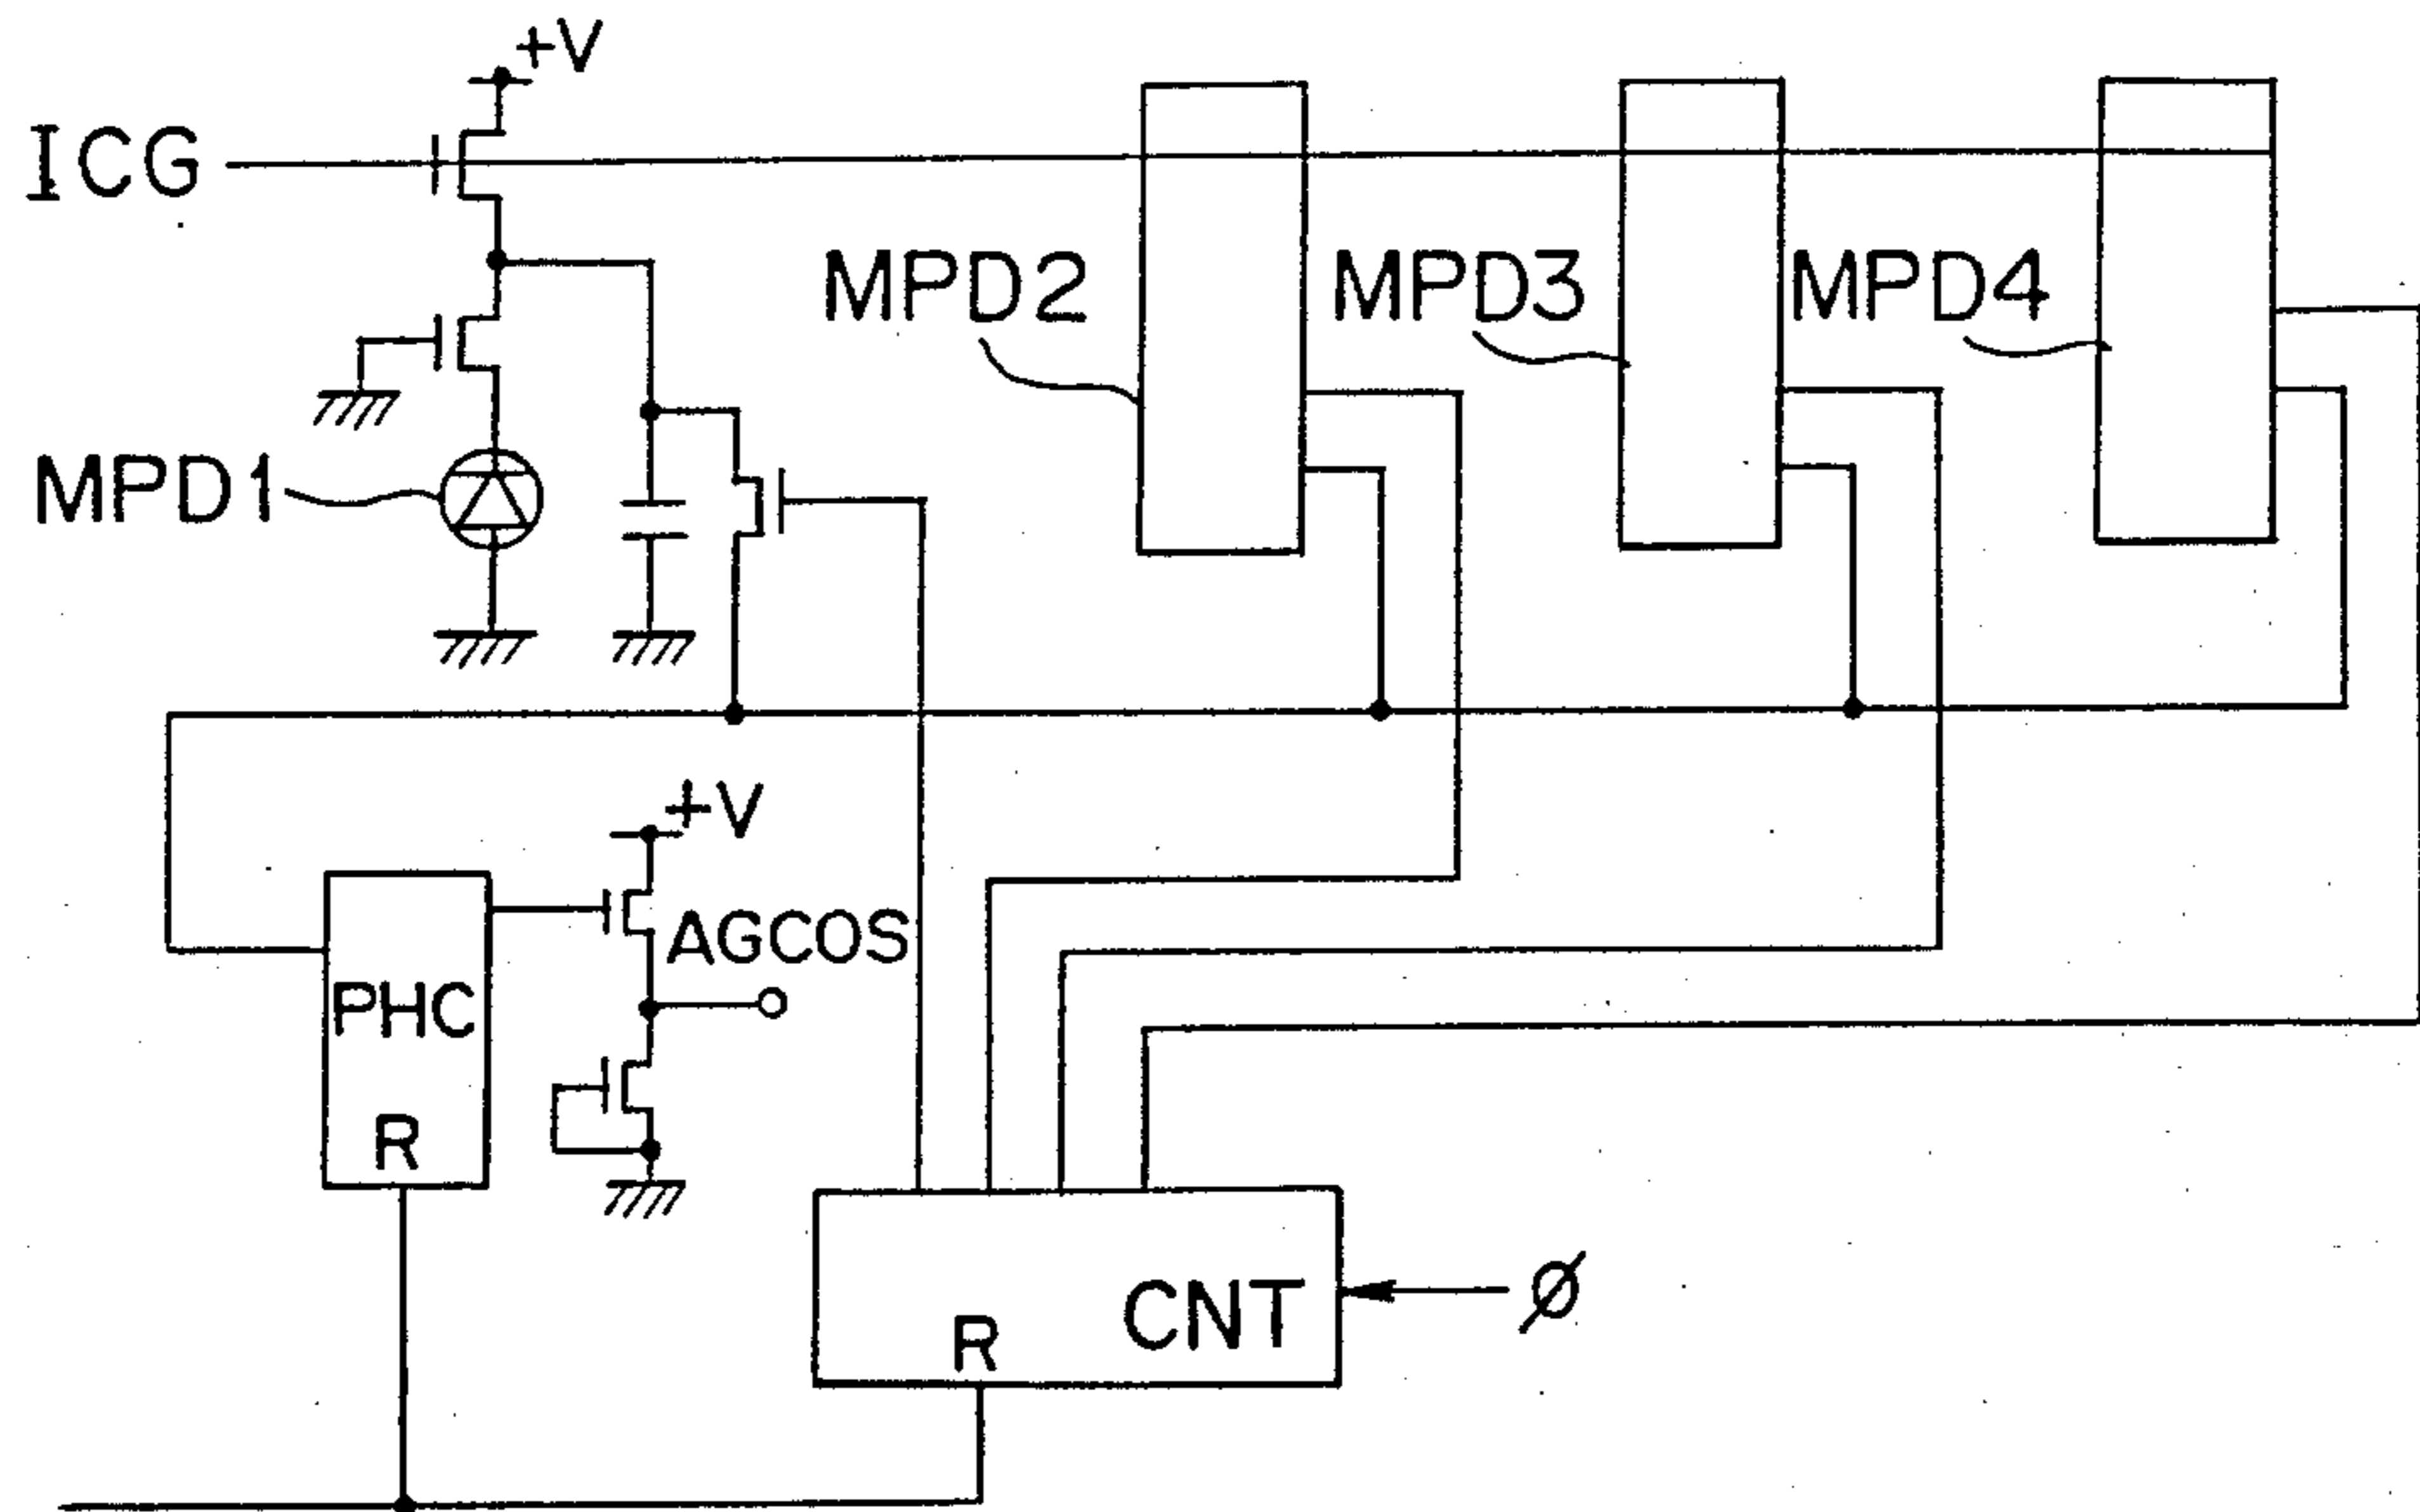 +V
ICG
MPD2
MPD3
MPD4
MPD1
+V
AGCOS
PHC
R
CNT
R
Ø